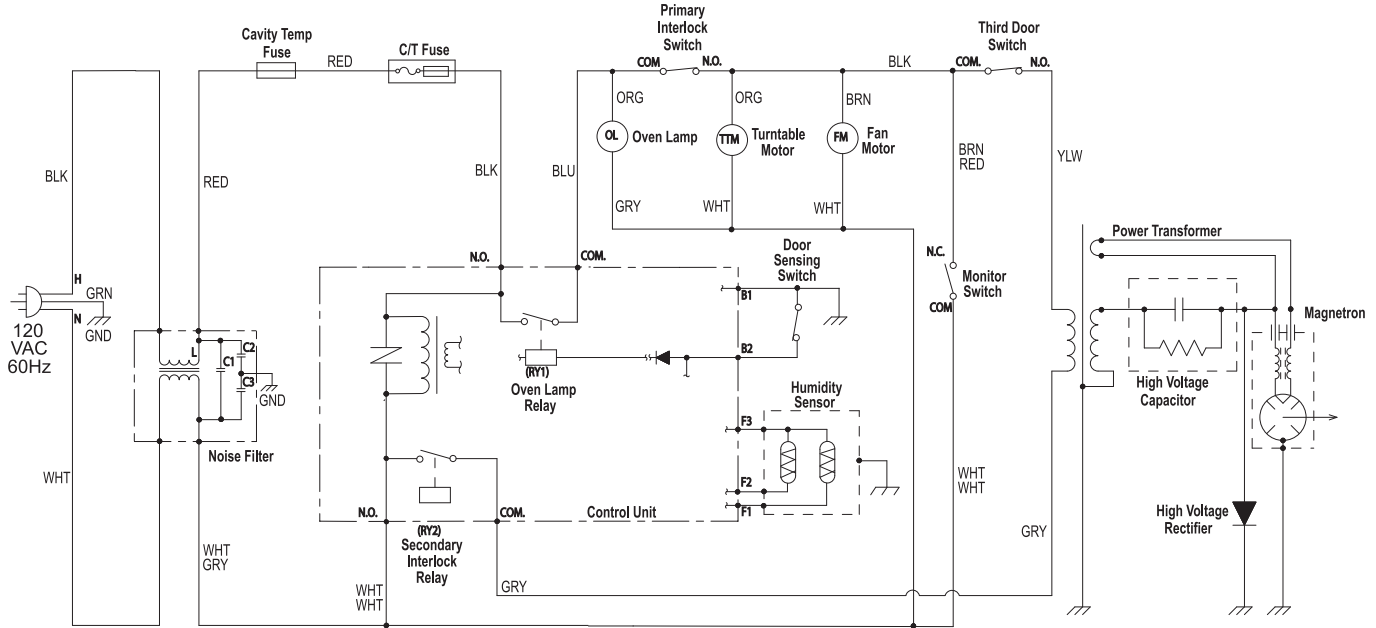 Primary
Interlock
Switch
Third Door
Switch
Cavity Temp
Fuse
C/T Fuse
RED
COM
N.O.
BLK
COM.
N.O.
ORG
ORG
BRN
OL
Oven Lamp
TTM
Turntable
Motor
FM
Fan
Motor
BRN
RED
YLW
BLK
RED
BLK
BLU
GRY
WHT
WHT
Power Transformer
N.O.
COM.
Door
Sensing
Switch
N.C.
Monitor
Switch
COM
H
GRN
N
GND
B1
120
VAC
60Hz
Magnetron
L
C1
C2
C3
GND
B2
(RY1)
Oven Lamp
Relay
Humidity
Sensor
High Voltage
Capacitor
F3
Noise Filter
WHT
F2
F1
WHT
WHT
N.O.
COM.
Control Unit
High Voltage
Rectifier
(RY2)
Secondary
Interlock
Relay
GRY
WHT
GRY
WHT
WHT
GRY